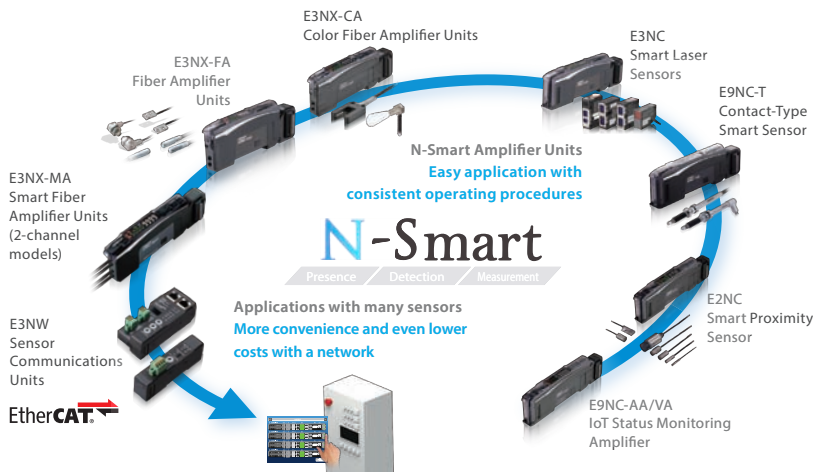 E3NX-CA
Color Fiber Amplifier Units
E3NC
Smart Laser
Sensors
E3NX-FA
Fiber Amplifier
Units
E9NC-T
Contact-Type
Smart Sensor
N-Smart Amplifier Units
Easy application with
consistent operating procedures
E3NX-MA
Smart Fiber
Amplifier Units
(2-channel
models)
N-Smart
Presence / Detection / Measurement
E2NC
Smart Proximity
Sensor
Applications with many sensors
More convenience and even lower
costs with a network
E3NW
Sensor
Communications
Units
EtherCAT®
E9NC-AA/VA
IoT Status Monitoring
Amplifier